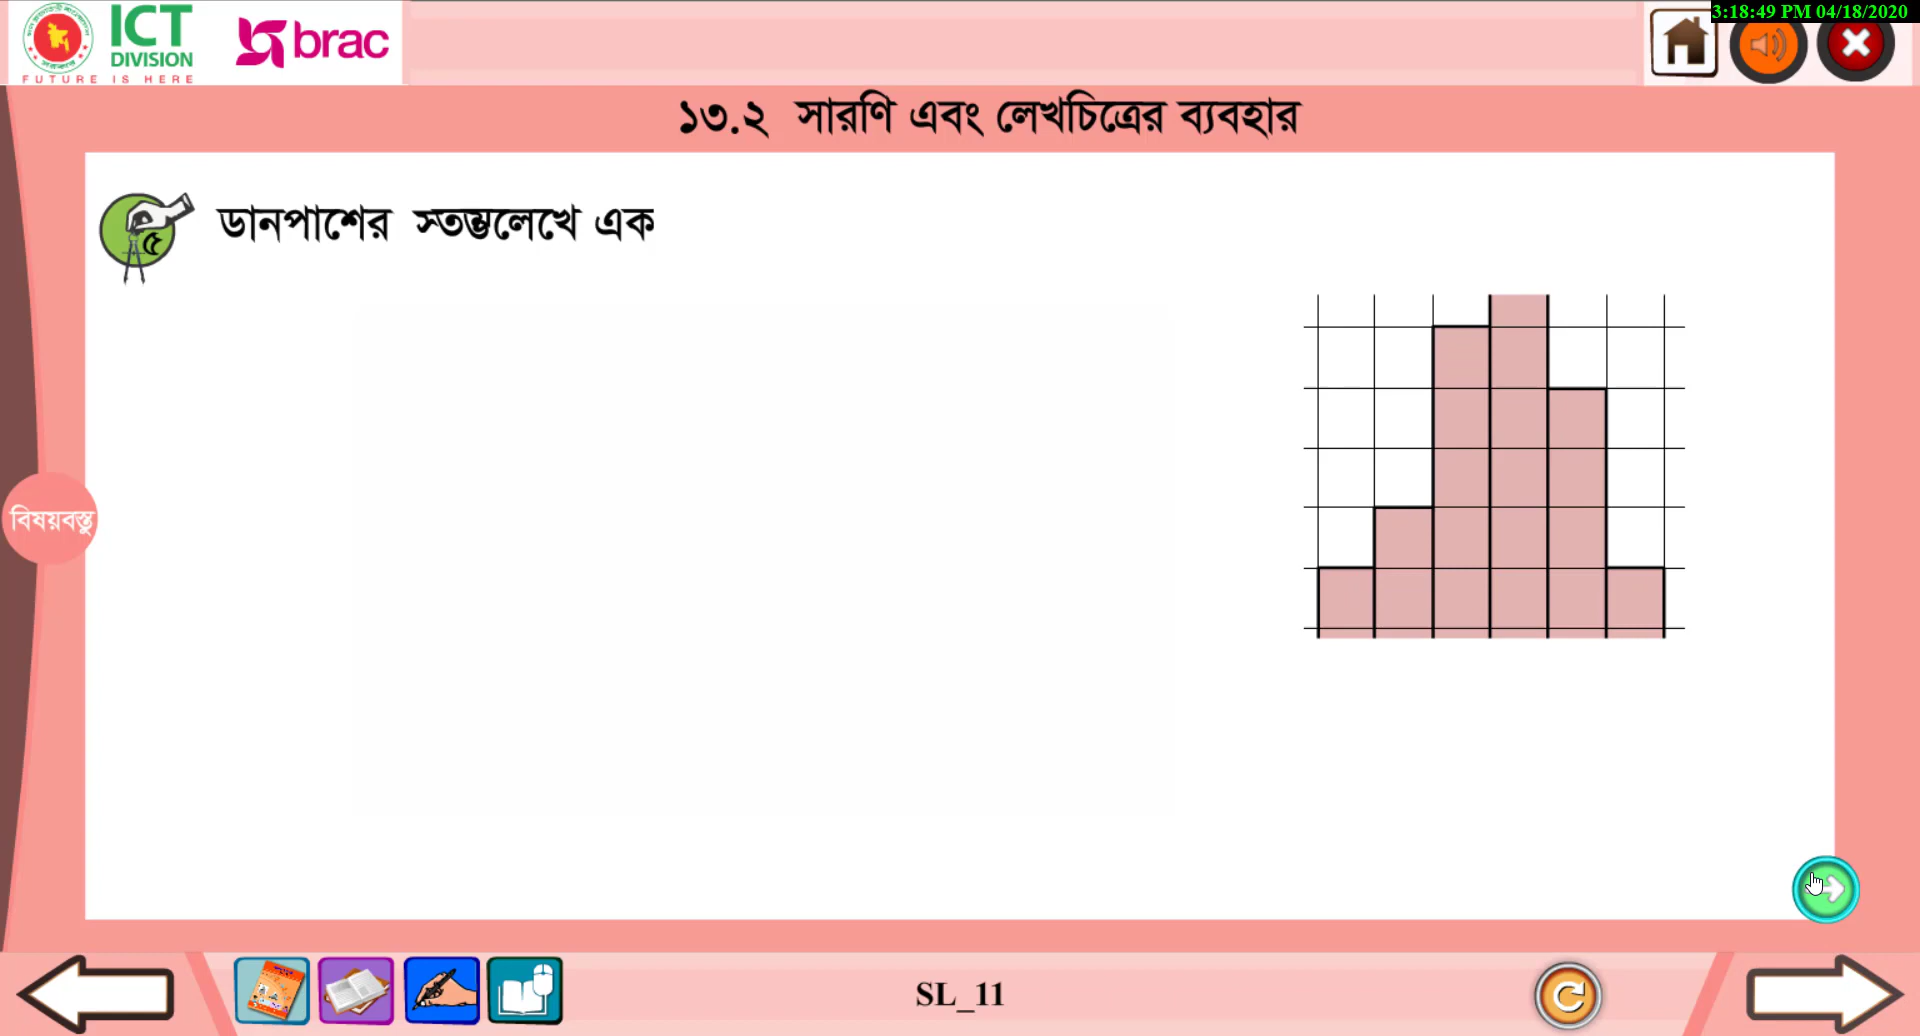 3:18:49 PM 04/18/2020
ICT
DIVISION
FUTURE IS HERE
brac
১৩.২ সারণি এবং লেখচিত্রের ব্যবহার
৫
ডানপাশের স্তম্ভলেখে এক
বিষয়বস্তু
SL_11